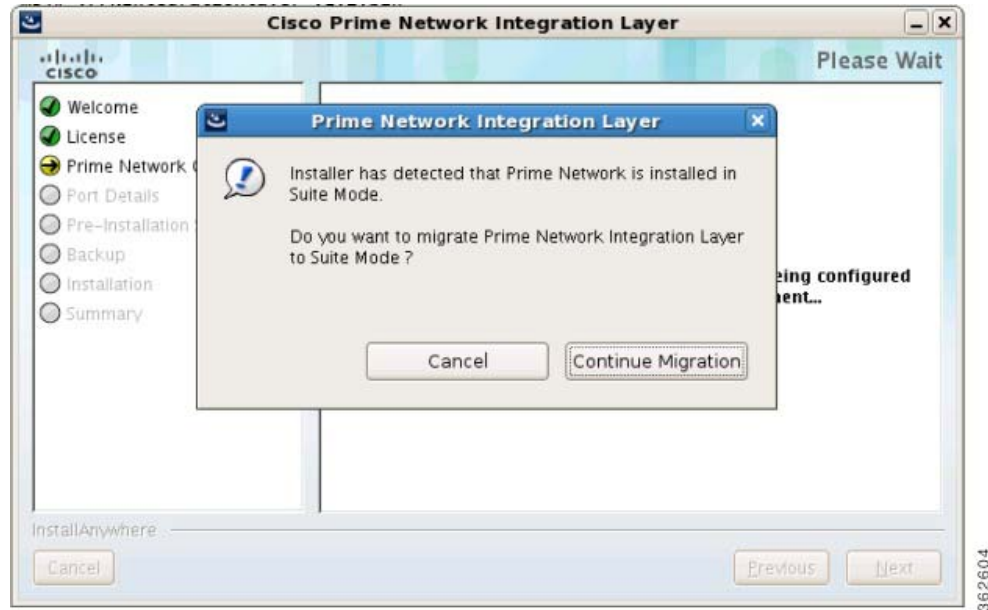 Cisco Prime Network Integration Layer
CISCO
Please Wait
Welcome
License
Prime Network
Port Details
Pre-Installation
Backup
Installation
Summary
Prime Network Integration Layer
Installer has detected that Prime Network is installed in
Suite Mode.
Do you want to migrate Prime Network Integration Layer
to Suite Mode ?
Cancel
Continue Migration
eing configured
InstallAnywhere
Cancel
Previous
Next
362604